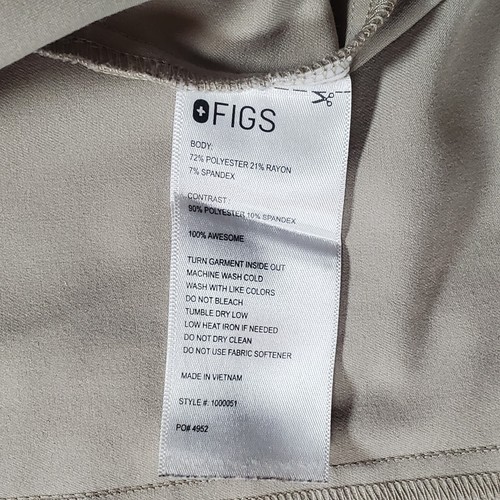 FIGS
BODY:
72% POLYESTER 21% RAYON
7% SPANDEX
CONTRAST
90% POLYESTER 10% SPANDEX
100% AWESOME
TURN GARMENT INSIDE OUT
MACHINE WASH COLD
WASH WITH LIKE COLORS
DO NOT BLEACH
TUMBLE DRY LOW
LOW HEAT IRON IF NEEDED
DO NOT DRY CLEAN
DO NOT USE FABRIC SOFTENER
MADE IN VIETNAM
STYLE #: 1000051
PO# 4952